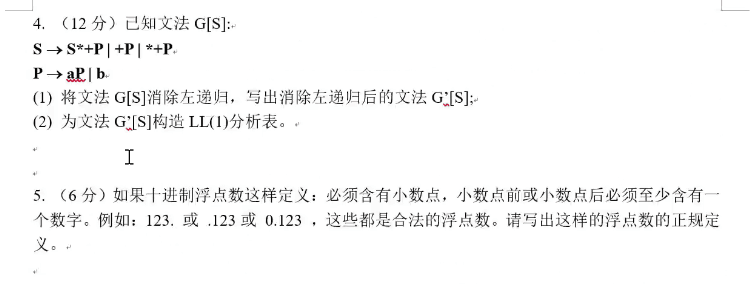 4. （12 分）已知文法 G[S]:
S → S*+P | +P | *+P
P → aP | b
(1) 将文法 G[S]消除左递归，写出消除左递归后的文法 G'[S];
(2) 为文法 G'[S]构造 LL(1)分析表。
5. （6 分）如果十进制浮点数这样定义：必须含有小数点，小数点前或小数点后必须至少含有一
个数字。例如：123. 或 .123 或 0.123 ，这些都是合法的浮点数。请写出这样的浮点数的正规定
义。